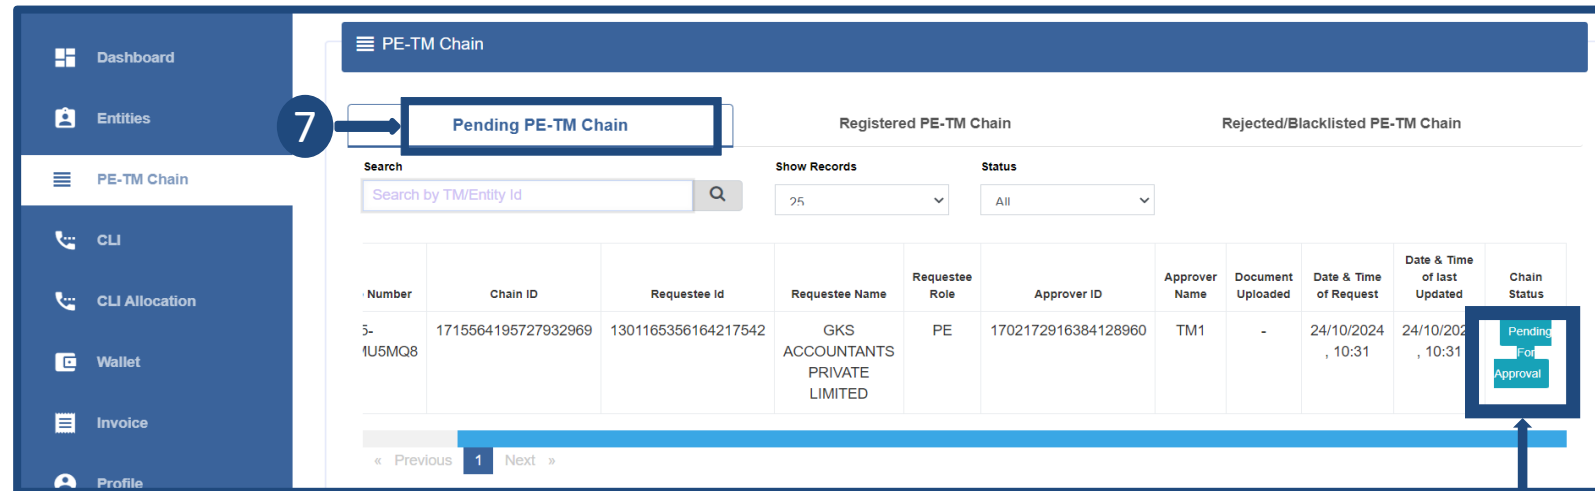 PE-TM Chain
Dashboard
Entities
PE-TM Chain
CLI
CLI Allocation
Wallet
Invoice
Profile
7
Pending PE-TM Chain
Registered PE-TM Chain
Rejected/Blacklisted PE-TM Chain
Search
Show Records
Status
Search by TM/Entity Id
25
All
Number
Chain ID
Requestee Id
Requestee Name
Requestee
Role
Approver ID
Approver
Name
Document
Uploaded
Date & Time
of Request
Date & Time
of last
Updated
Chain
Status
5-
MU5MQ8
1715564195727932969
1301165356164217542
GKS
ACCOUNTANTS
PRIVATE
LIMITED
PE
1702172916384128960
TM1
-
24/10/2024
, 10:31
24/10/202
, 10:31
Pending
For
Approval
« Previous 1 Next »